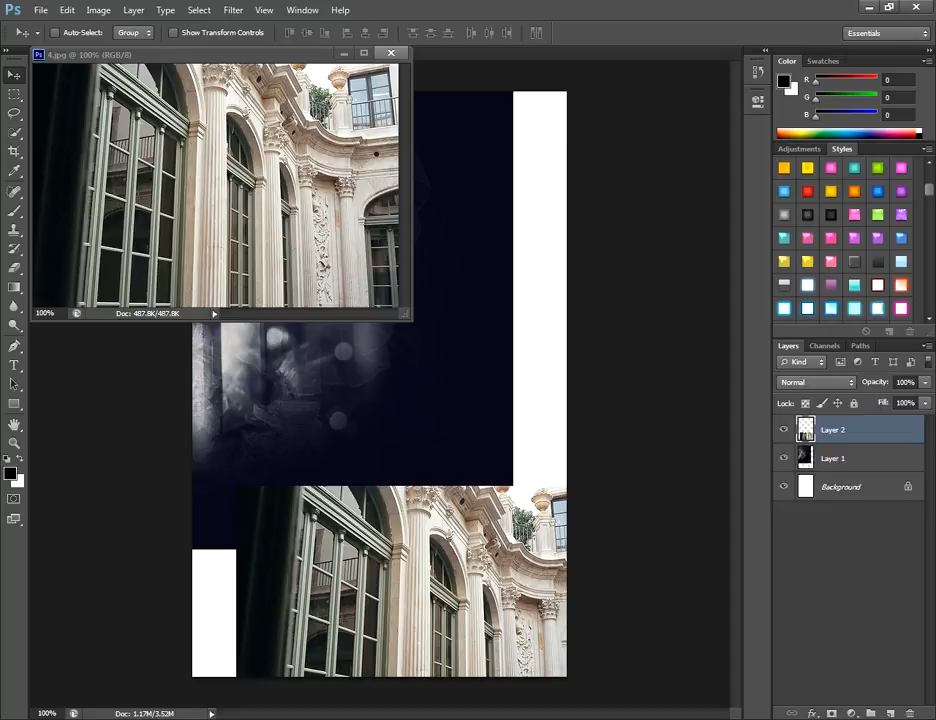 Ps File Edit Image Layer Type Select Filter View Window Help
Auto-Select: Group Show Transform Controls Essentials
Ps 4.jpg @ 100% (RGB/8)
Color Swatches
R 0
G 0
B 0
Adjustments Styles
100% Doc: 487.8K/487.8K
Layers Channels Paths
Kind T
Normal Opacity: 100%
Lock: Fill: 100%
Layer 2
Layer 1
Background
T
100% Doc: 1.17M/3.52M
fx